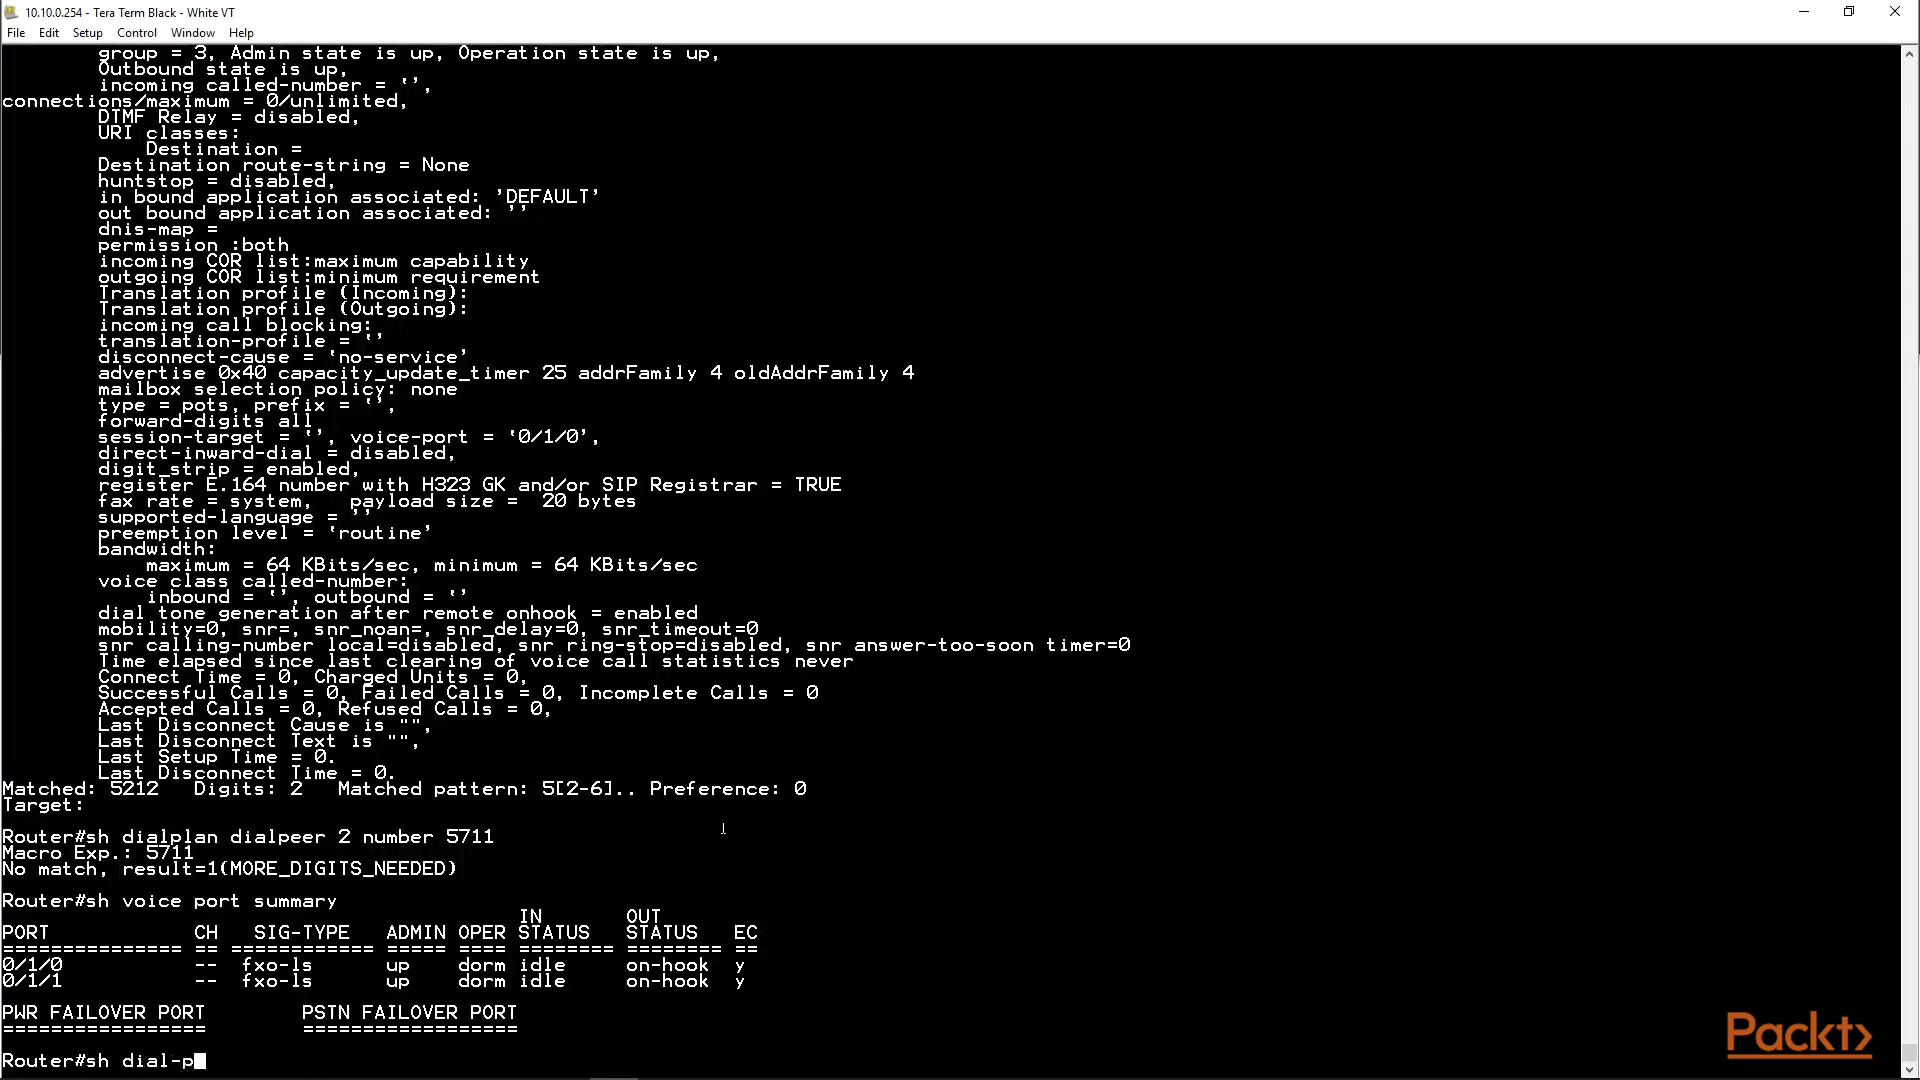 10.10.0.254 - Tera Term Black - White VT
File Edit Setup Control Window Help
group = 3, Admin state is up, Operation state is up,
Outbound state is up,
incoming called-number = `',
connections/maximum = 0/unlimited,
DTMF Relay = disabled,
URI classes:
Destination =
Destination route-string = None
huntstop = disabled,
in bound application associated: 'DEFAULT'
out bound application associated: ''
dnis-map =
permission :both
incoming COR list:maximum capability
outgoing COR list:minimum requirement
Translation profile (Incoming):
Translation profile (Outgoing):
incoming call blocking:
translation-profile = `'
disconnect-cause = `no-service'
advertise 0x40 capacity_update_timer 25 addrFamily 4 oldAddrFamily 4
mailbox selection policy: none
type = pots, prefix = `',
forward-digits all
session-target = `', voice-port = `0/1/0',
direct-inward-dial = disabled,
digit_strip = enabled,
register E.164 number with H323 GK and/or SIP Registrar = TRUE
fax rate = system,   payload size =  20 bytes
supported-language = ''
preemption level = `routine'
bandwidth:
maximum = 64 KBits/sec, minimum = 64 KBits/sec
voice class called-number:
inbound = `', outbound = `'
dial tone generation after remote onhook = enabled
mobility=0, snr=, snr_noan=, snr_delay=0, snr_timeout=0
snr calling-number local=disabled, snr ring-stop=disabled, snr answer-too-soon timer=0
Time elapsed since last clearing of voice call statistics never
Connect Time = 0, Charged Units = 0,
Successful Calls = 0, Failed Calls = 0, Incomplete Calls = 0
Accepted Calls = 0, Refused Calls = 0,
Last Disconnect Cause is "",
Last Disconnect Text is "",
Last Setup Time = 0.
Last Disconnect Time = 0.
Matched: 5212   Digits: 2   Matched pattern: 5[2-6].. Preference: 0
Target:
Router#sh dialplan dialpeer 2 number 5711
Macro Exp.: 5711
No match, result=1(MORE_DIGITS_NEEDED)
Router#sh voice port summary
IN OUT
PORT CH SIG-TYPE ADMIN OPER STATUS STATUS EC
=============== == ============ ===== ==== ======== ======== ==
0/1/0 -- fxo-ls up dorm idle on-hook y
0/1/1 -- fxo-ls up dorm idle on-hook y
PWR FAILOVER PORT PSTN FAILOVER PORT
================= ==================
Router#sh dial-p
Packt>